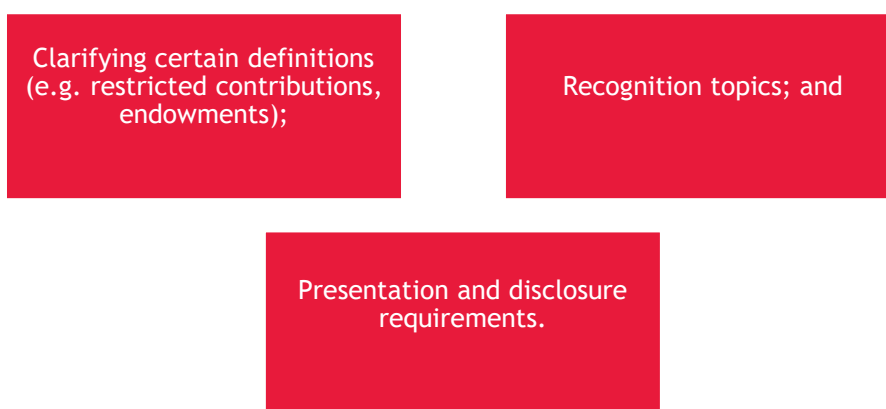 Clarifying certain definitions
(e.g. restricted contributions,
endowments);
Recognition topics; and
Presentation and disclosure
requirements.